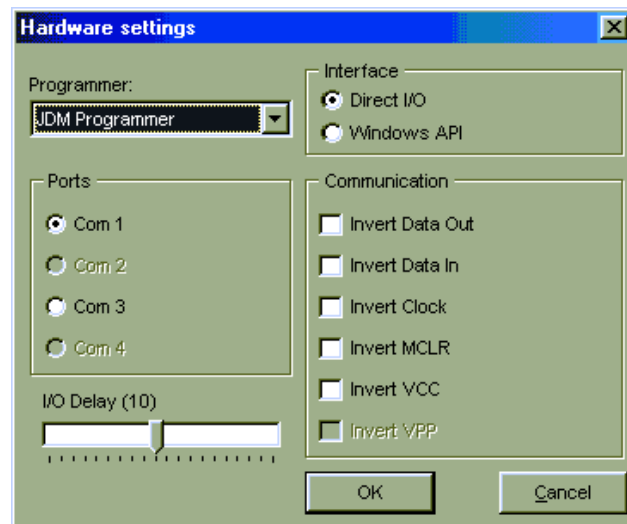 Hardware settings
Programmer:
JDM Programmer
Interface
Direct I/O
Windows API
Ports
Com 1
Com 2
Com 3
Com 4
Communication
Invert Data Out
Invert Data In
Invert Clock
Invert MCLR
Invert VCC
Invert VPP
I/O Delay (10)
OK
Cancel